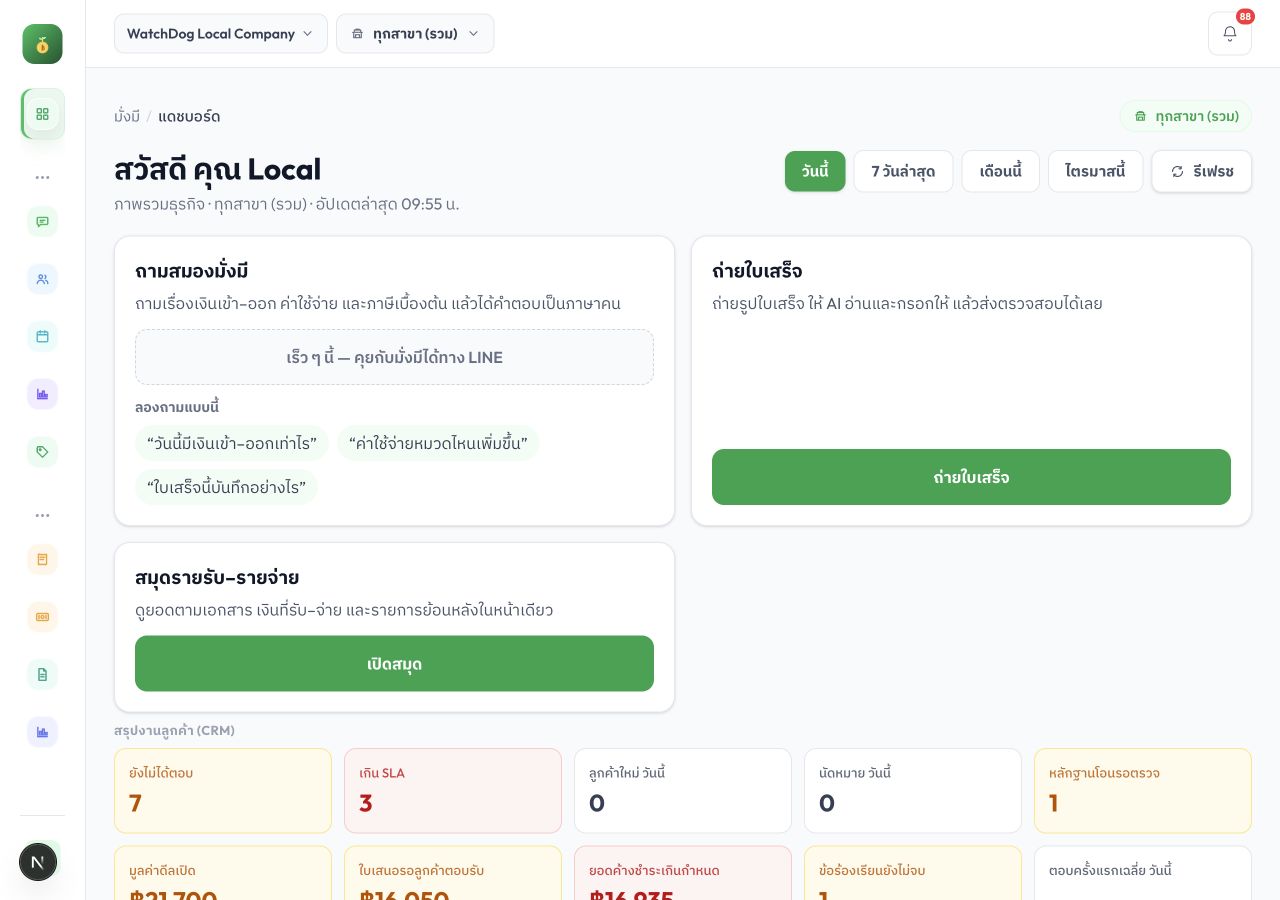 WatchDog Local Company
ทุกสาขา (รวม)
88
มั่งมี / แดชบอร์ด
ทุกสาขา (รวม)
สวัสดี คุณ Local
วันนี้
7 วันล่าสุด
เดือนนี้
ไตรมาสนี้
รีเฟรช
ภาพรวมธุรกิจ · ทุกสาขา (รวม) · อัปเดตล่าสุด 09:55 น.
ถามสมองมั่งมี
ถามเรื่องเงินเข้า–ออก ค่าใช้จ่าย และภาษีเบื้องต้น แล้วได้คำตอบเป็นภาษาคน
เร็ว ๆ นี้ — คุยกับมั่งมีได้ทาง LINE
ลองถามแบบนี้
“วันนี้มีเงินเข้า–ออกเท่าไร”
“ค่าใช้จ่ายหมวดไหนเพิ่มขึ้น”
“ใบเสร็จนี้บันทึกอย่างไร”
ถ่ายใบเสร็จ
ถ่ายรูปใบเสร็จ ให้ AI อ่านและกรอกให้ แล้วส่งตรวจสอบได้เลย
ถ่ายใบเสร็จ
สมุดรายรับ–รายจ่าย
ดูยอดตามเอกสาร เงินที่รับ–จ่าย และรายการย้อนหลังในหน้าเดียว
เปิดสมุด
สรุปงานลูกค้า (CRM)
ยังไม่ได้ตอบ
7
เกิน SLA
3
ลูกค้าใหม่ วันนี้
0
นัดหมาย วันนี้
0
หลักฐานโอนรอตรวจ
1
มูลค่าดีลเปิด
฿21,700
ใบเสนอรอลูกค้าตอบรับ
฿16,050
ยอดค้างชำระเกินกำหนด
฿16,935
ข้อร้องเรียนยังไม่จบ
1
ตอบครั้งแรกเฉลี่ย วันนี้
N